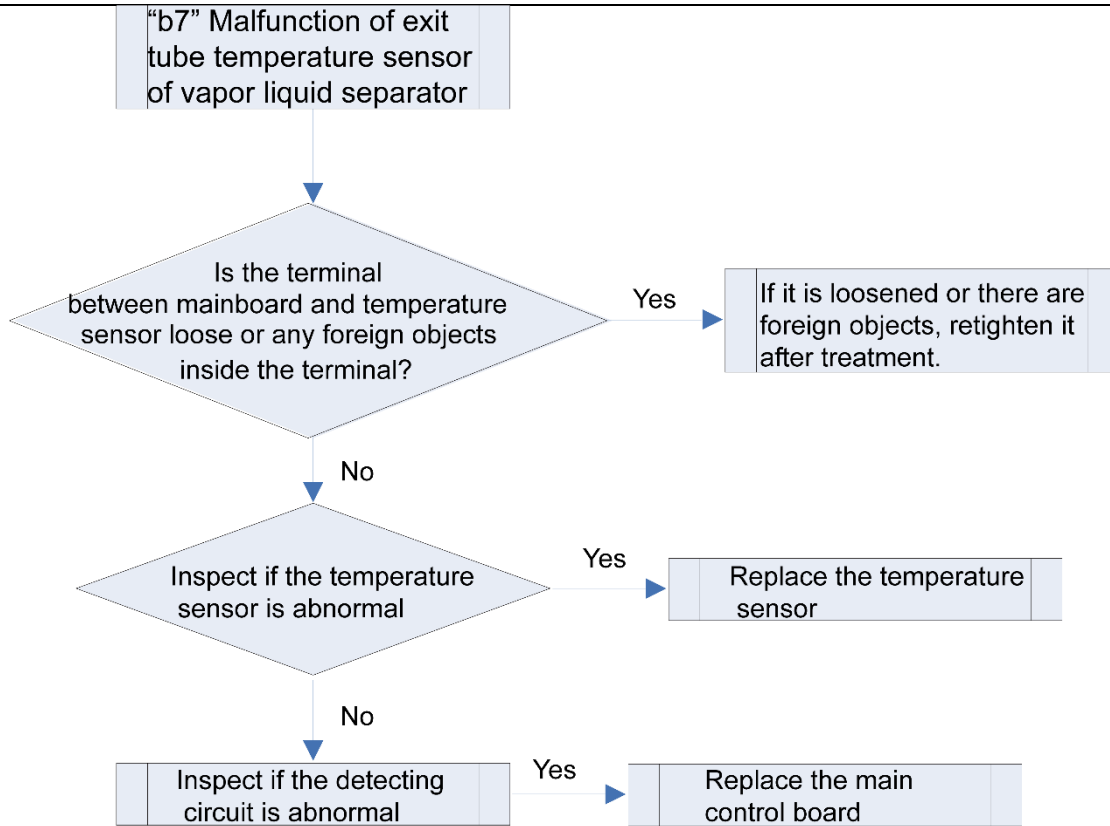 “b7” Malfunction of exit
tube temperature sensor
of vapor liquid separator
Is the terminal
between mainboard and temperature
sensor loose or any foreign objects
inside the terminal?
Yes
If it is loosened or there are
foreign objects, retighten it
after treatment.
No
Inspect if the temperature
sensor is abnormal
Yes
Replace the temperature
sensor
No
Inspect if the detecting
circuit is abnormal
Yes
Replace the main
control board